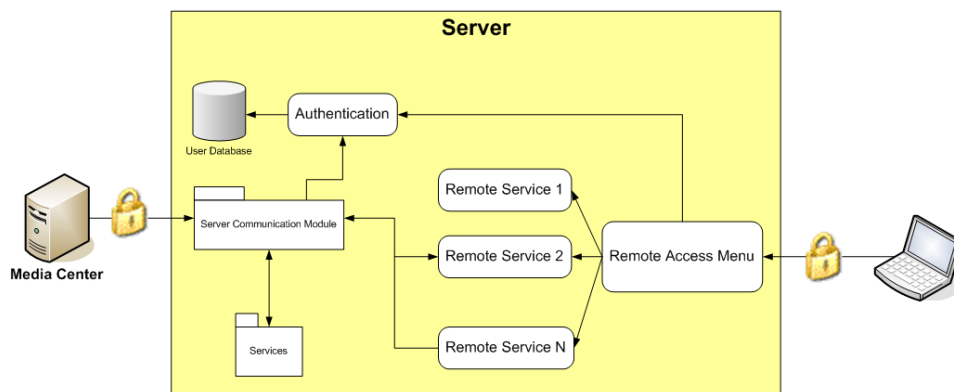 Server
Authentication
User Database
Remote Service 1
Server Communication Module
Media Center
Remote Service 2
Remote Access Menu
Services
Remote Service N